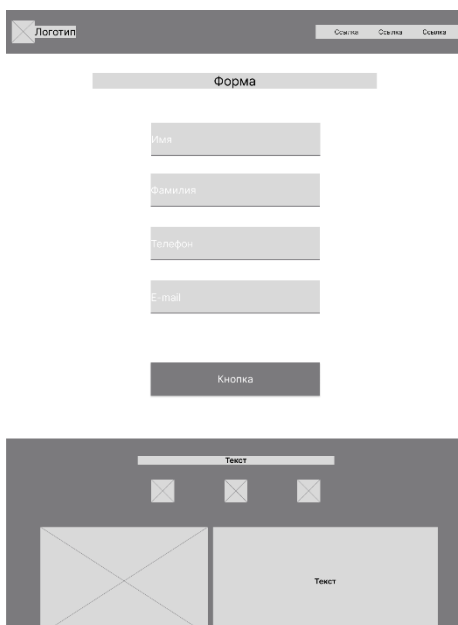 Логотип
Ссылка Ссылка Ссылка
Форма
Имя
Фамилия
Телефон
E-mail
Кнопка
Текст
Текст